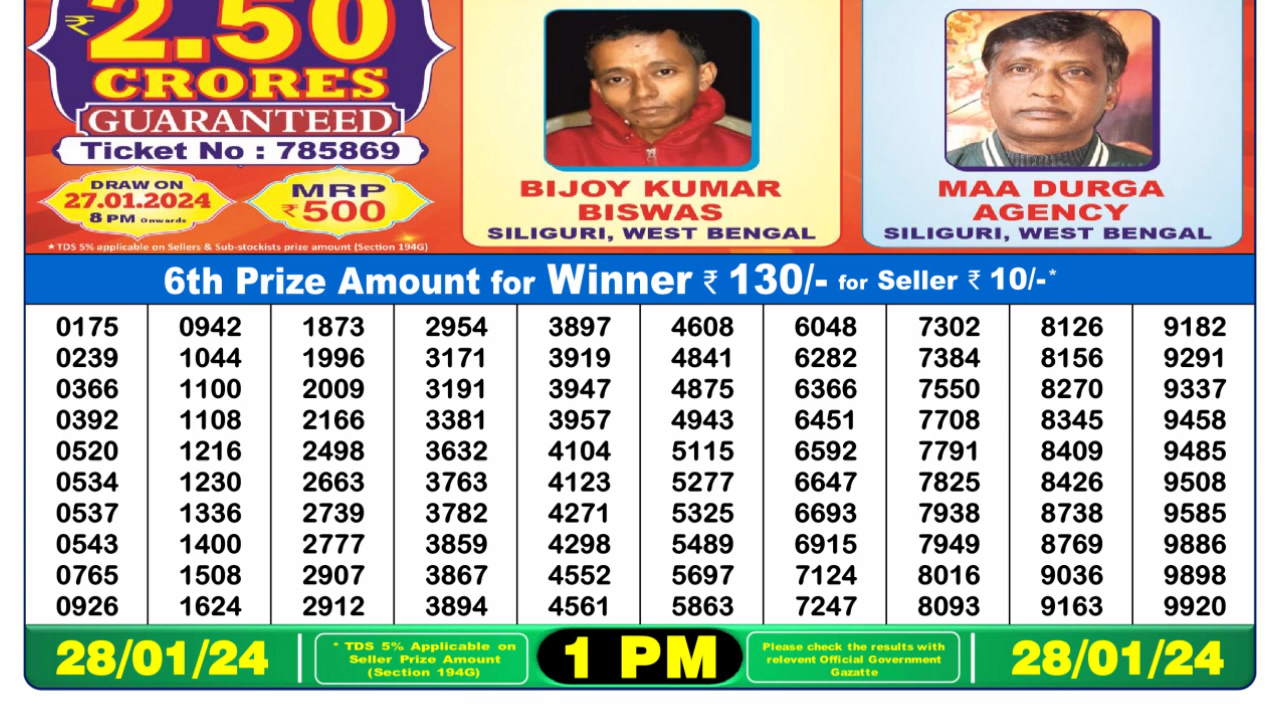 ₹2.50
CRORES
GUARANTEED
Ticket No : 785869
DRAW ON
27.01.2024
8 PM Onwards
MRP
₹500
★TDS 5% applicable on Sellers & Sub-stockists prize amount (Section 194G)
BIJOY KUMAR
BISWAS
SILIGURI, WEST BENGAL
MAA DURGA
AGENCY
SILIGURI, WEST BENGAL
6th Prize Amount for Winner ₹ 130/- for Seller ₹ 10/-*
0175 0942 1873 2954 3897 4608 6048 7302 8126 9182
0239 1044 1996 3171 3919 4841 6282 7384 8156 9291
0366 1100 2009 3191 3947 4875 6366 7550 8270 9337
0392 1108 2166 3381 3957 4943 6451 7708 8345 9458
0520 1216 2498 3632 4104 5115 6592 7791 8409 9485
0534 1230 2663 3763 4123 5277 6647 7825 8426 9508
0537 1336 2739 3782 4271 5325 6693 7938 8738 9585
0543 1400 2777 3859 4298 5489 6915 7949 8769 9886
0765 1508 2907 3867 4552 5697 7124 8016 9036 9898
0926 1624 2912 3894 4561 5863 7247 8093 9163 9920
28/01/24
* TDS 5% Applicable on
Seller Prize Amount
(Section 194G)
1 PM
Please check the results with
relevent Official Government
Gazatte
28/01/24